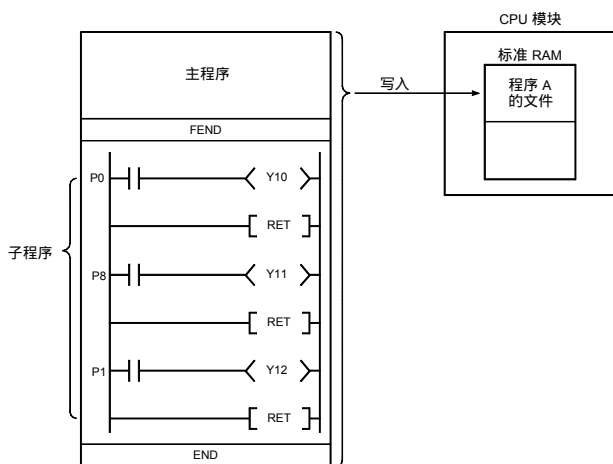 CPU 模块
标准 RAM
程序 A
的文件
写入
主程序
FEND
P0
Y10
RET
子程序
P8
Y11
RET
P1
Y12
RET
END